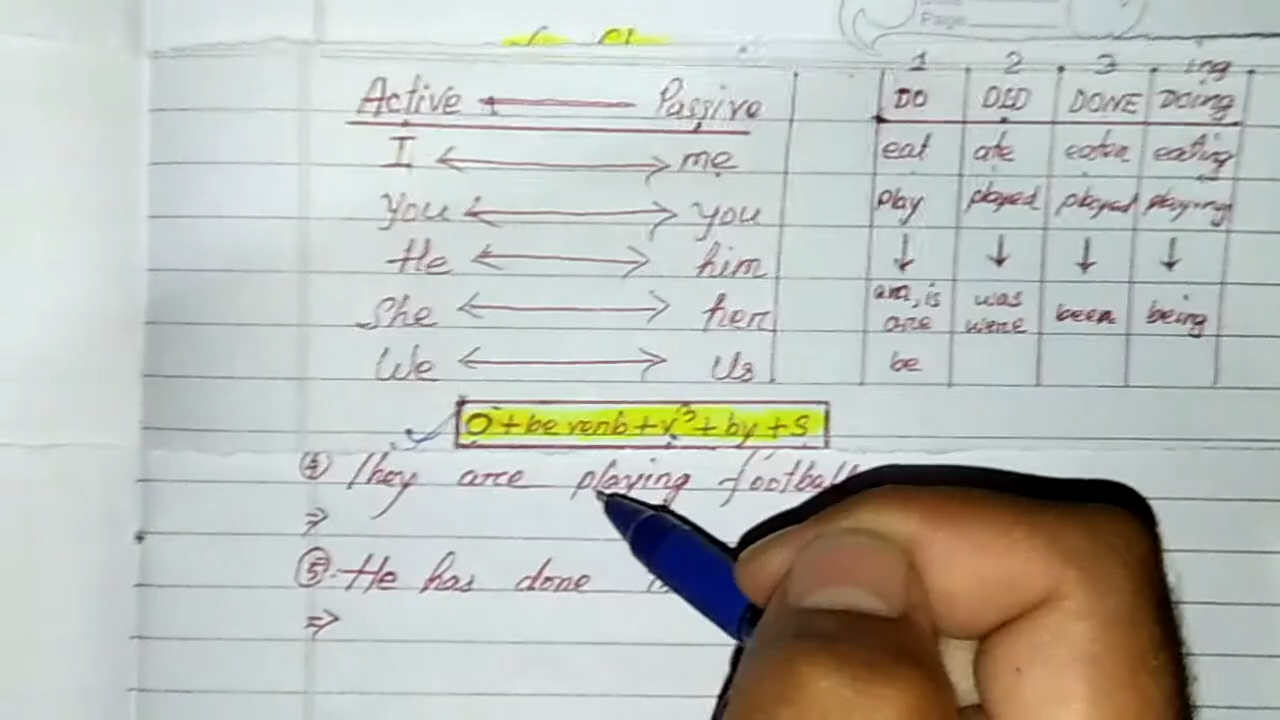 Page
1 2 3 ing
Active Passive DO DID DONE Doing
I me eat ate eaten eating
You you play played played playing
He him
She her am, is was been being
are were
We Us be
O+be verb+v³+by+S
④ They are playing football
⇒
⑤. He has done
⇒